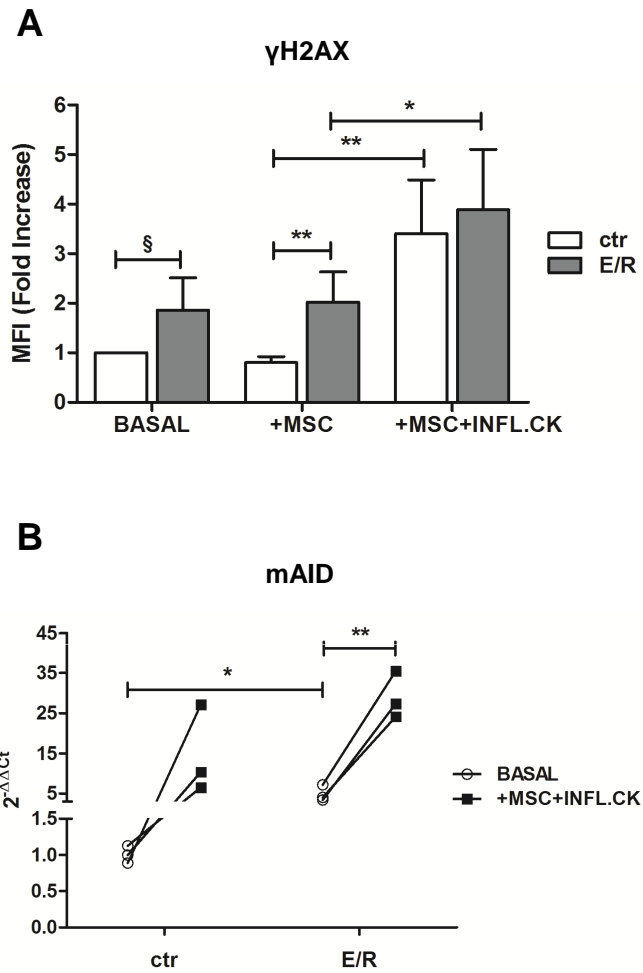 A
γH2AX
MFI (Fold Increase)
6
5
4
3
2
1
0
*
**
§
**
ctr
E/R
BASAL
+MSC
+MSC+INFL.CK
B
mAID
2-ΔΔCt
45
35
25
15
5
1.5
1.0
0.5
0.0
**
*
BASAL
+MSC+INFL.CK
ctr
E/R